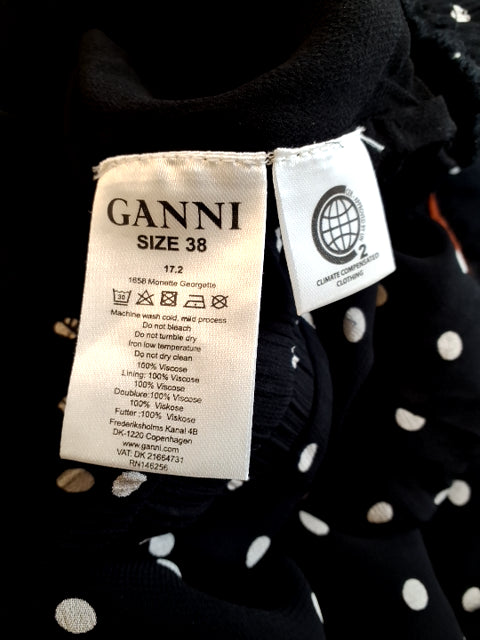 GANNI
SIZE 38
17.2
1658 Monette Georgette
30
Machine wash cold, mild process
Do not bleach
Do not tumble dry
Iron low temperature
Do not dry clean
100% Viscose
Lining: 100% Viscose
100% Viscose
Doublure: 100% Viscose
100% Viskose
Futter :100% Viskose
Frederiksholms Kanal 4B
DK-1220 Copenhagen
www.ganni.com
VAT: DK 21664731
RN146256
2
CLIMATE COMPENSATED
CLOTHING